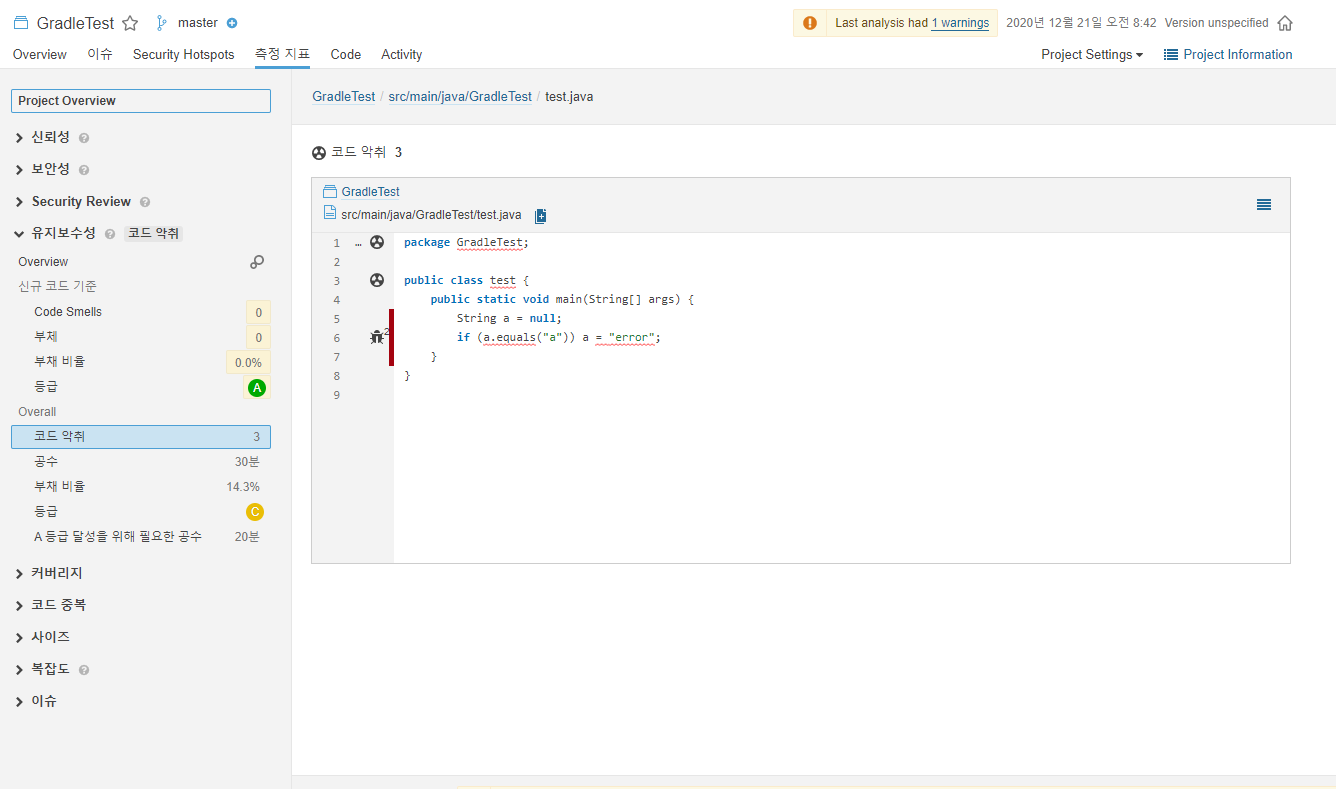 GradleTest master
Last analysis had 1 warnings 2020년 12월 21일 오전 8:42 Version unspecified
Overview 이슈 Security Hotspots 측정 지표 Code Activity
Project Settings Project Information
Project Overview
신뢰성 ?
보안성 ?
Security Review ?
유지보수성 ? 코드 악취
Overview
신규 코드 기준
Code Smells 0
부체 0
부채 비율 0.0%
등급 A
Overall
코드 악취 3
공수 30분
부채 비율 14.3%
등급 C
A 등급 달성을 위해 필요한 공수 20분
커버리지
코드 중복
사이즈
복잡도 ?
이슈
GradleTest / src/main/java/GradleTest / test.java
코드 악취 3
GradleTest
src/main/java/GradleTest/test.java
1 … package GradleTest;
2
3 public class test {
4 public static void main(String[] args) {
5 String a = null;
6 2 if (a.equals("a")) a = "error";
7 }
8 }
9